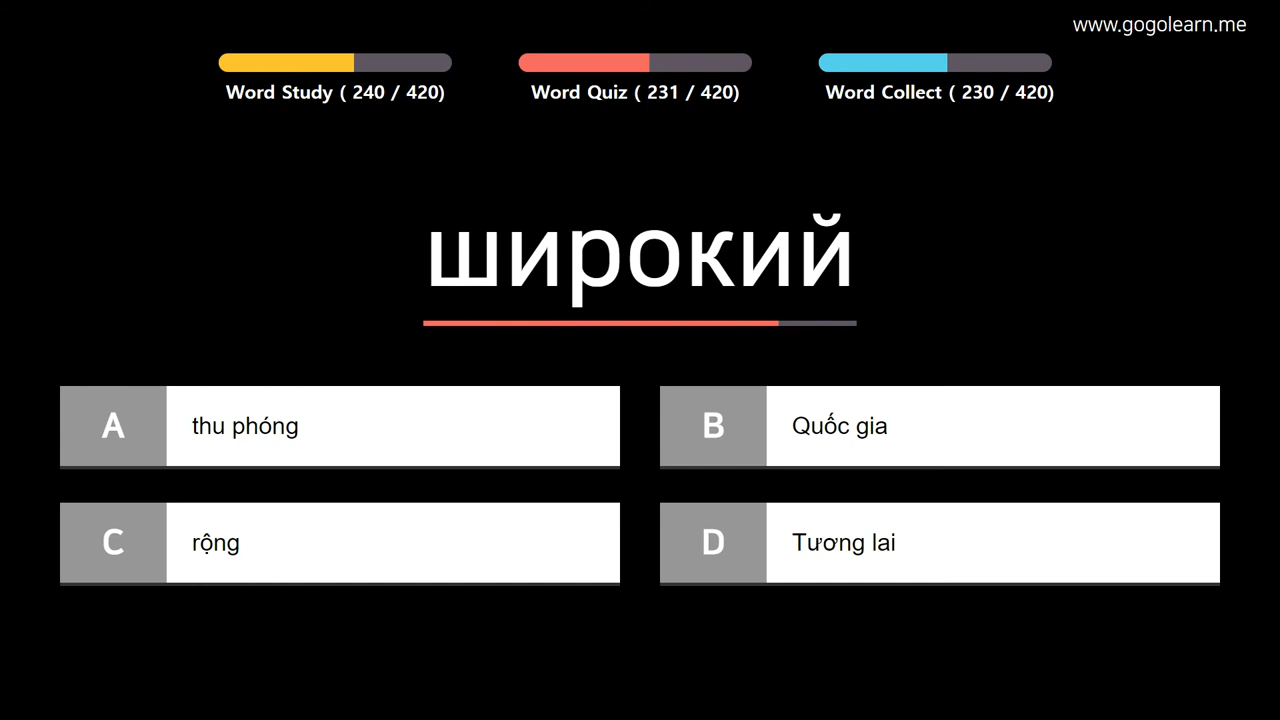 www.gogolearn.me
Word Study ( 240 / 420)
Word Quiz ( 231 / 420)
Word Collect ( 230 / 420)
широкий
A
thu phóng
B
Quốc gia
C
rộng
D
Tương lai